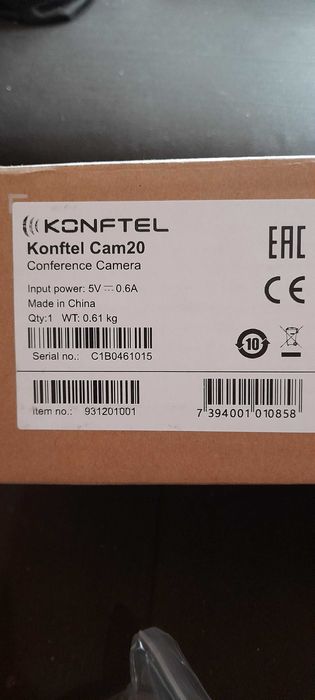 KONFTEL
Konftel Cam20
Conference Camera
Input power: 5V ⎓ 0.6A
Made in China
Qty:1 WT: 0.61 kg
Serial no.: C1B0461015
Item no.: 931201001
EAC
CE
10
7 394001 010858